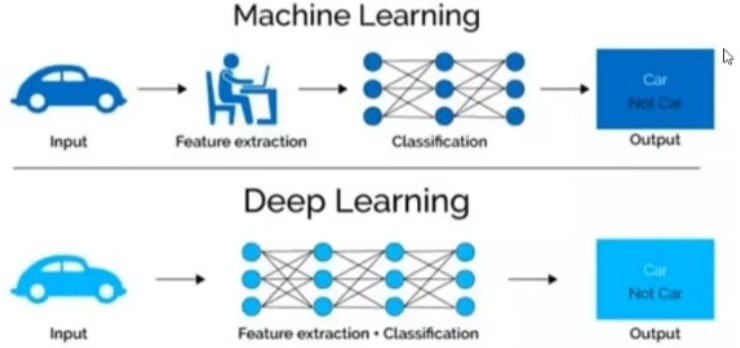 Machine Learning
Car
Not Car
Input
Feature extraction
Classification
Output
Deep Learning
Car
Not Car
Input
Feature extraction + Classification
Output